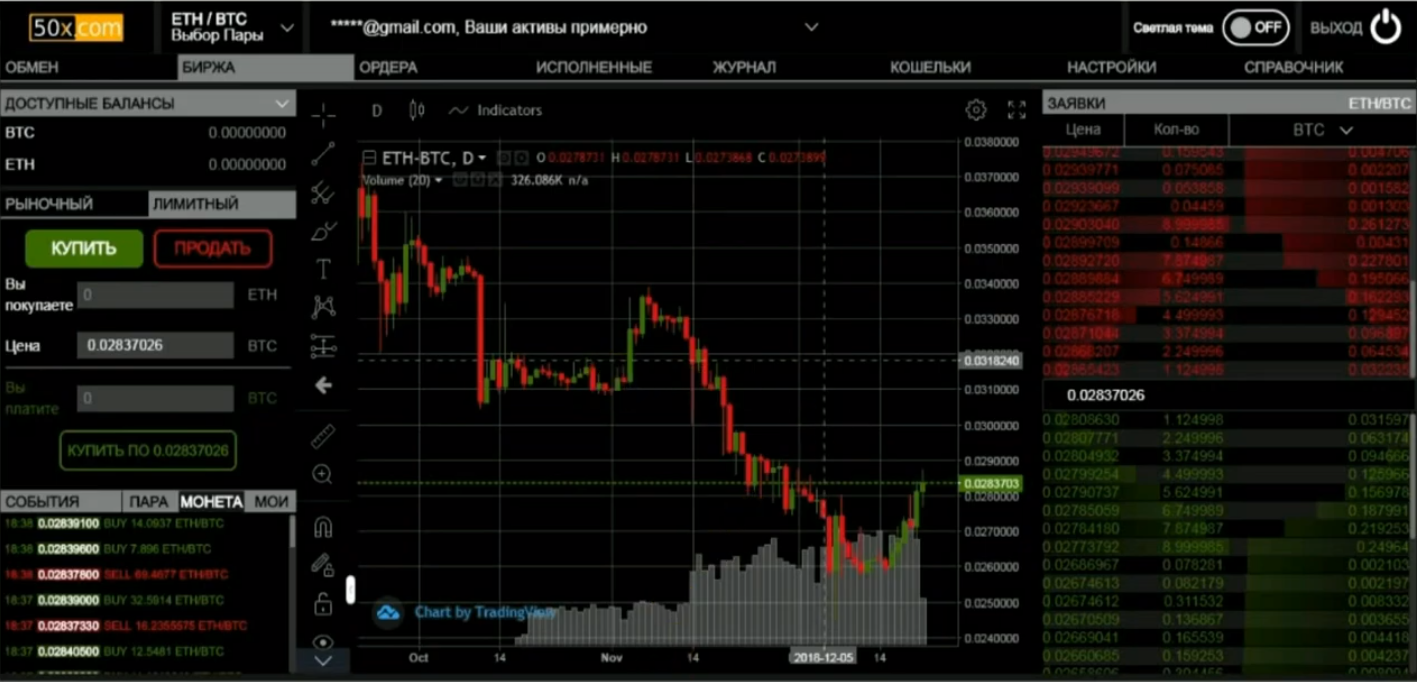 50x.com
ETH / BTC
Выбор Пары
*****@gmail.com, Ваши активы примерно
Светлая тема
OFF
ВЫХОД
ОБМЕН
БИРЖА
ОРДЕРА
ИСПОЛНЕННЫЕ
ЖУРНАЛ
КОШЕЛЬКИ
НАСТРОЙКИ
СПРАВОЧНИК
ДОСТУПНЫЕ БАЛАНСЫ
BTC 0.00000000
ETH 0.00000000
РЫНОЧНЫЙ
ЛИМИТНЫЙ
КУПИТЬ
ПРОДАТЬ
Вы
покупаете 0 ETH
Цена 0.02837026 BTC
Вы
платите 0 BTC
КУПИТЬ ПО 0.02837026
СОБЫТИЯ ПАРА МОНЕТА МОИ
18:38 0.02839100 BUY 14.0937 ETH/BTC
18:38 0.02839600 BUY 7.896 ETH/BTC
18:38 0.02837800 SELL 69.4677 ETH/BTC
18:37 0.02839000 BUY 32.5914 ETH/BTC
18:37 0.02837330 SELL 16.2355575 ETH/BTC
18:37 0.02840500 BUY 12.5481 ETH/BTC
D Indicators
ETH-BTC, D O 0.0278731 H 0.0278731 L 0.0273868 C 0.0273899
Volume (20) 326.086K n/a
0.0380000
0.0370000
0.0360000
0.0350000
0.0340000
0.0330000
0.0318240
0.0310000
0.0300000
0.0290000
0.0283703
0.0280000
0.0270000
0.0260000
0.0250000
0.0240000
Chart by TradingView
Oct 14 Nov 14 2018-12-05 14
ЗАЯВКИ ETH/BTC
Цена Кол-во BTC
0.02949672 0.159543 0.004706
0.02939771 0.075065 0.002207
0.02939099 0.053858 0.001582
0.02923667 0.04459 0.001303
0.02903040 8.999985 0.261273
0.02899709 0.14866 0.00431
0.02892720 7.874987 0.227801
0.02889884 6.749989 0.195066
0.02885229 5.624991 0.162293
0.02876718 4.499993 0.129452
0.02871044 3.374994 0.096897
0.02868207 2.249996 0.064534
0.02865423 1.124998 0.032235
0.02837026
0.02808630 1.124998 0.031597
0.02807771 2.249996 0.063174
0.02804932 3.374994 0.094666
0.02799254 4.499993 0.125966
0.02790737 5.624991 0.156978
0.02785059 6.749989 0.187991
0.02784180 7.874987 0.219253
0.02773792 8.999985 0.24964
0.02686967 0.078281 0.002103
0.02674613 0.082179 0.002197
0.02674612 0.311532 0.008332
0.02670509 0.136867 0.003655
0.02669041 0.165539 0.004418
0.02660685 0.159253 0.004237